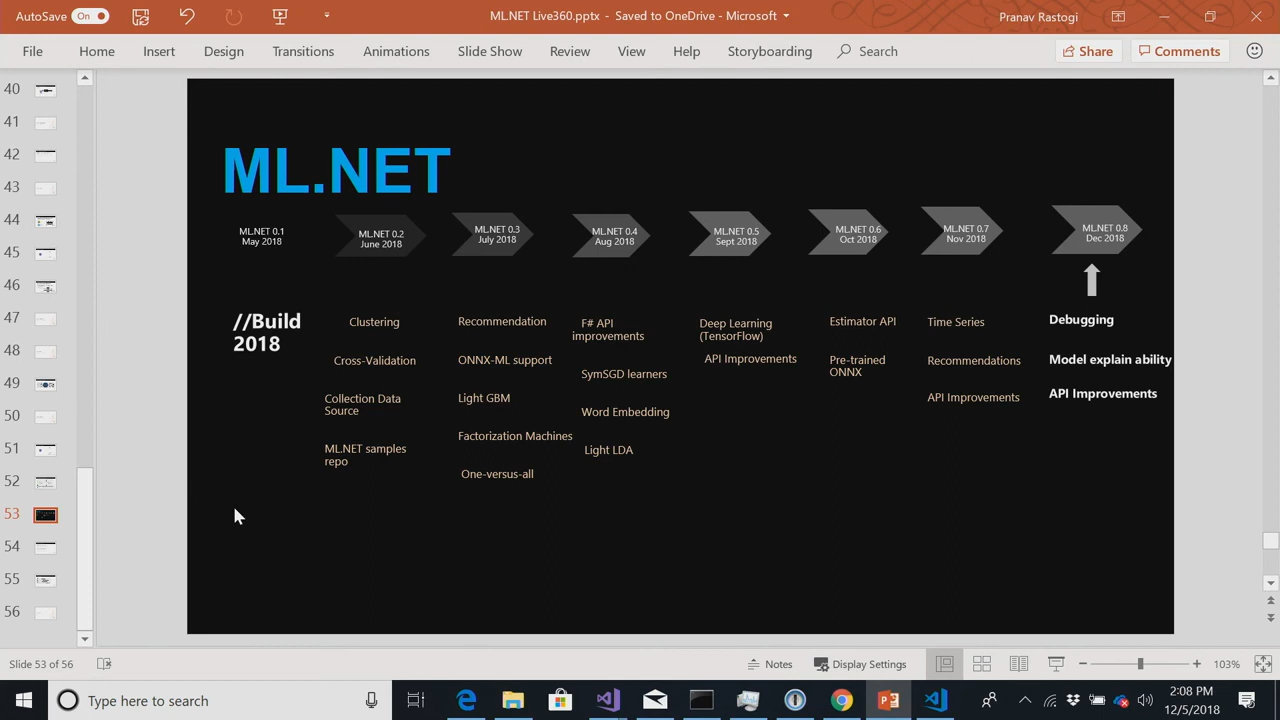 AutoSave On
ML.NET Live360.pptx - Saved to OneDrive - Microsoft
Pranav Rastogi
File Home Insert Design Transitions Animations Slide Show Review View Help Storyboarding Search Share Comments
40
41
42
43
44
45
46
47
48
49
50
51
52
53
54
55
56
ML.NET
ML.NET 0.1
May 2018
ML.NET 0.2
June 2018
ML.NET 0.3
July 2018
ML.NET 0.4
Aug 2018
ML.NET 0.5
Sept 2018
ML.NET 0.6
Oct 2018
ML.NET 0.7
Nov 2018
ML.NET 0.8
Dec 2018
//Build
2018
Clustering
Cross-Validation
Collection Data
Source
ML.NET samples
repo
Recommendation
ONNX-ML support
Light GBM
Factorization Machines
One-versus-all
F# API
improvements
SymSGD learners
Word Embedding
Light LDA
Deep Learning
(TensorFlow)
API Improvements
Estimator API
Pre-trained
ONNX
Time Series
Recommendations
API Improvements
Debugging
Model explain ability
API Improvements
Slide 53 of 56
Notes
Display Settings
103%
Type here to search
2:08 PM
12/5/2018